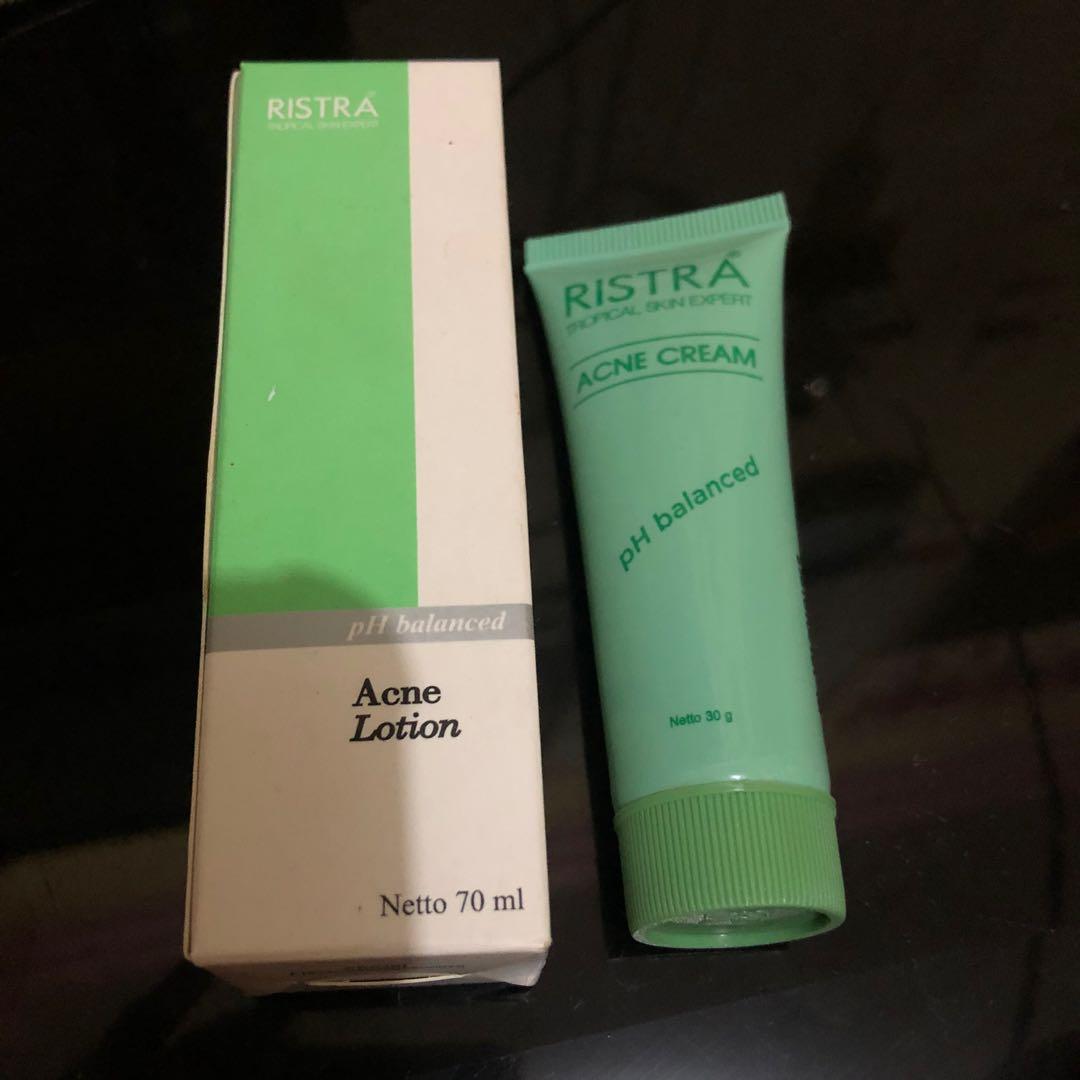 RISTRA®
TROPICAL SKIN EXPERT
pH balanced
Acne
Lotion
Netto 70 ml
RISTRA®
TROPICAL SKIN EXPERT
ACNE CREAM
pH balanced
Netto 30 g